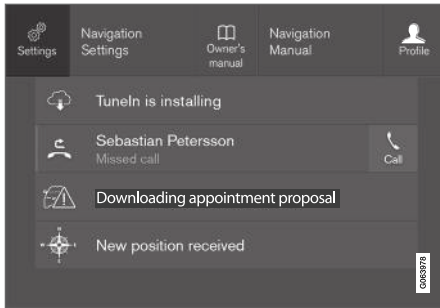 Settings
Navigation
Settings
Owner's
manual
Navigation
Manual
Profile
TuneIn is installing
Sebastian Petersson
Missed call
Call
Downloading appointment proposal
New position received
G063978